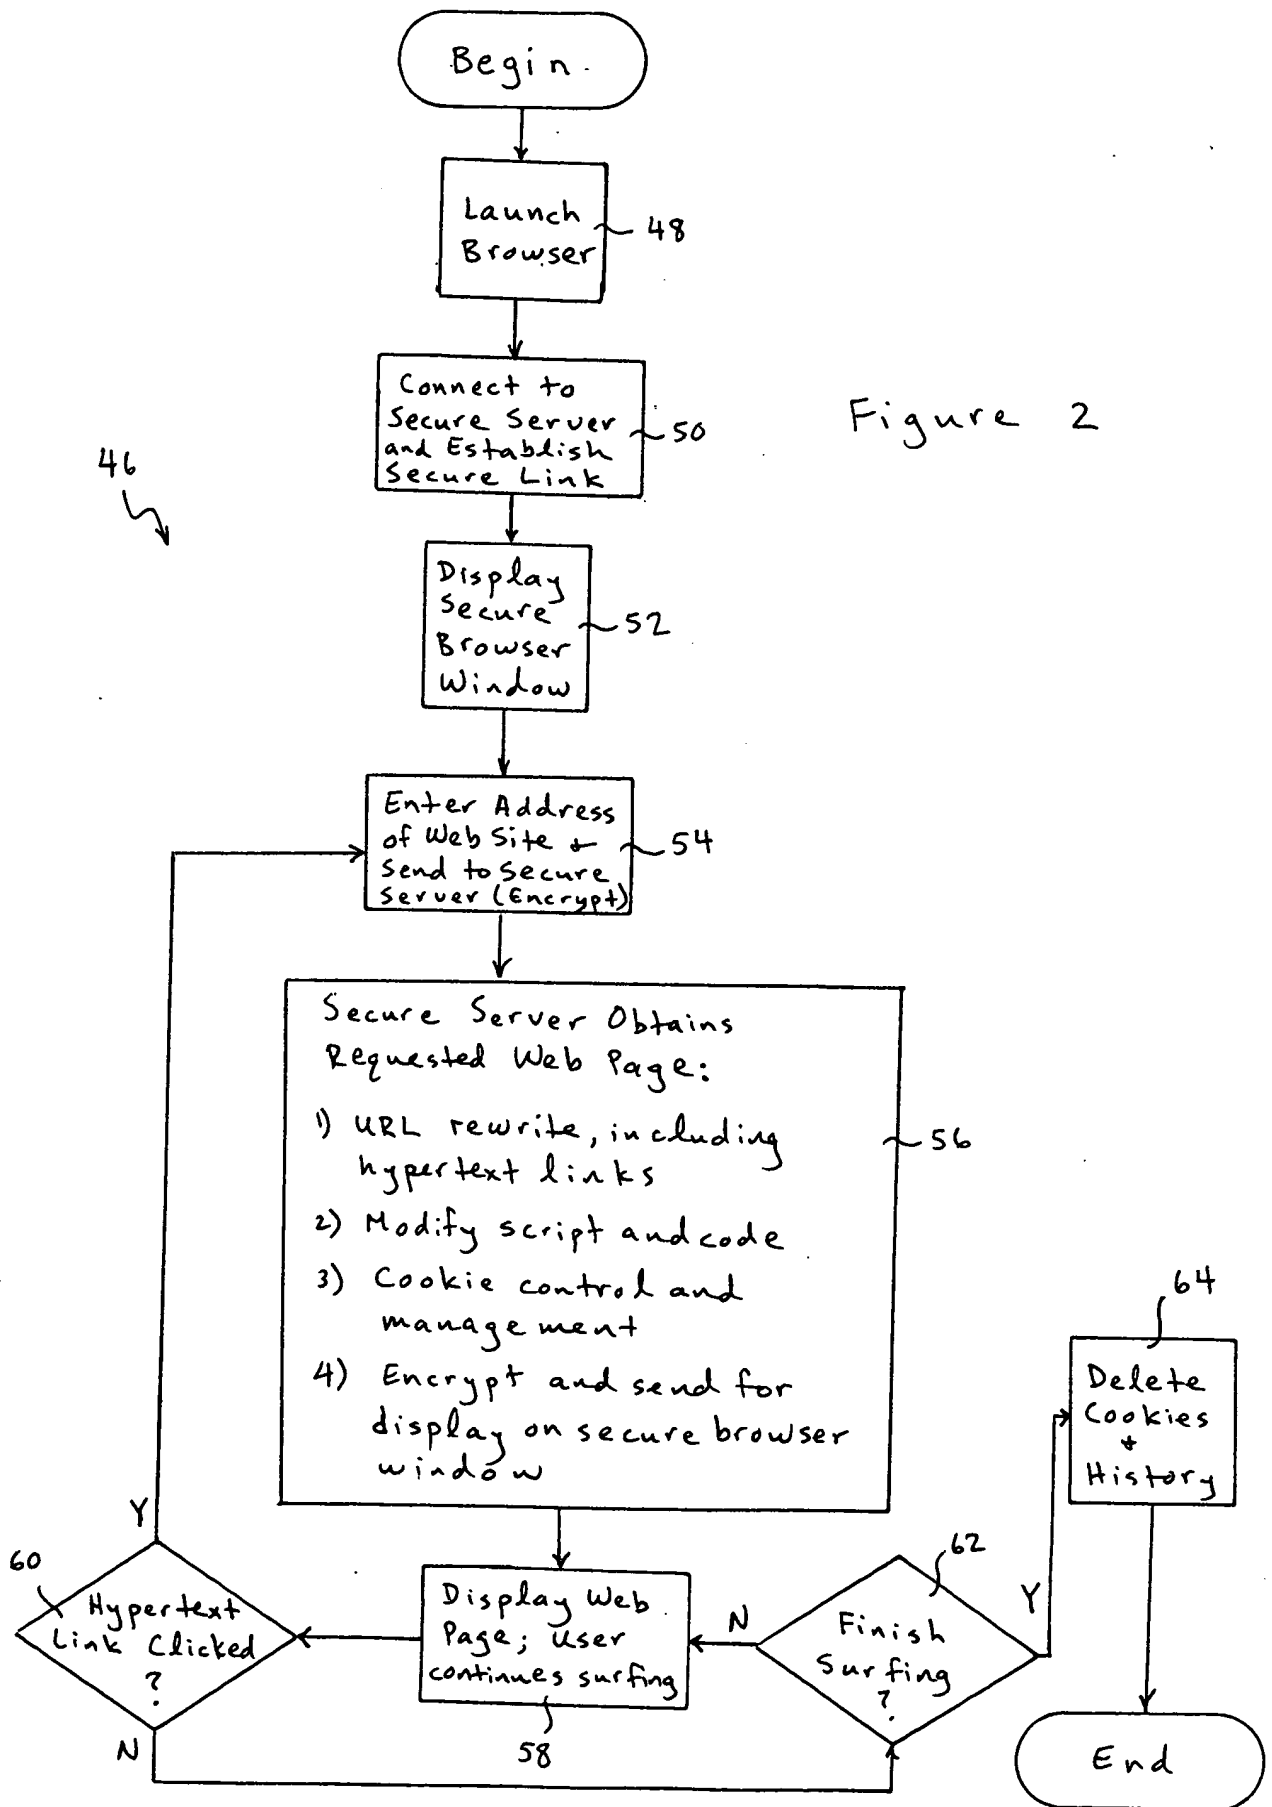 Begin
Launch
Browser
48
Connect to
Secure Server
and Establish
Secure Link
50
Figure 2
46
Display
Secure
Browser
Window
52
Enter Address
of Web Site +
Send to Secure
Server (Encrypt)
54
Secure Server Obtains
Requested Web Page:
1) URL rewrite, including
hypertext links
2) Modify script and code
3) Cookie control and
management
4) Encrypt and send for
display on secure browser
window
56
64
Delete
Cookies
+
History
Y
60
Hypertext
Link Clicked
?
N
Display Web
Page; user
continues surfing
58
N
62
Finish
Surfing
?
Y
End